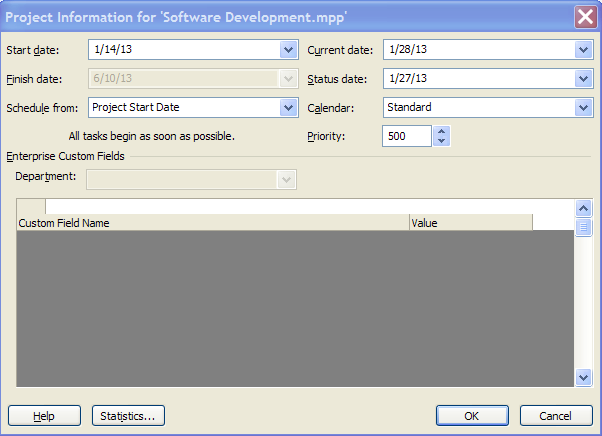 Project Information for 'Software Development.mpp'
Start date: 1/14/13 Current date: 1/28/13
Finish date: 6/10/13 Status date: 1/27/13
Schedule from: Project Start Date Calendar: Standard
All tasks begin as soon as possible. Priority: 500
Enterprise Custom Fields
Department:
Custom Field Name Value
Help Statistics... OK Cancel